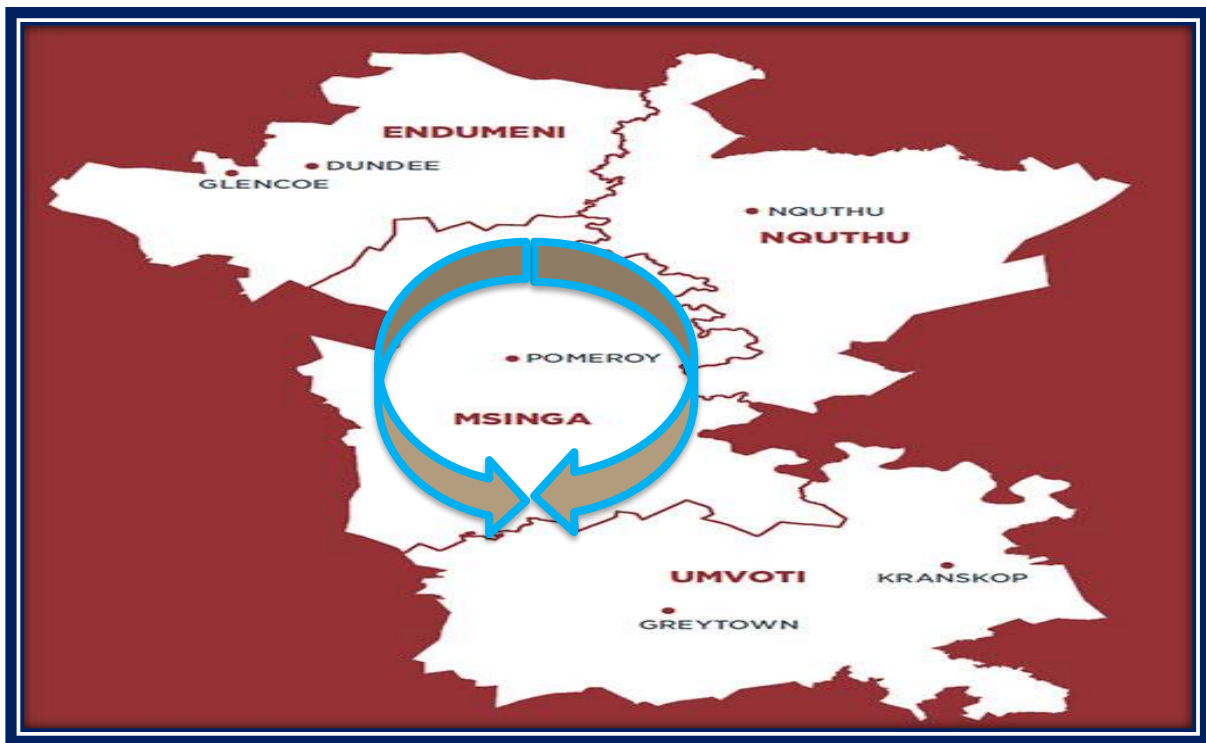 ENDUMENI
DUNDEE
GLENCOE
NQUTHU
NQUTHU
POMEROY
MSINGA
UMVOTI
KRANSKOP
GREYTOWN